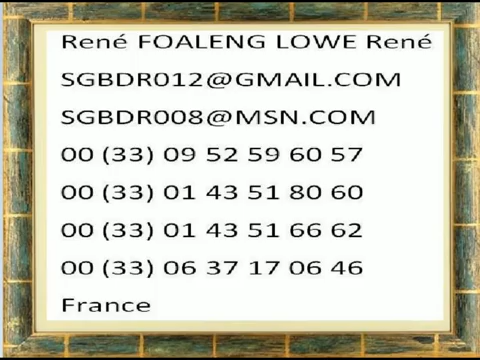 René FOALENG LOWE René
SGBDR012@GMAIL.COM
SGBDR008@MSN.COM
00 (33) 09 52 59 60 57
00 (33) 01 43 51 80 60
00 (33) 01 43 51 66 62
00 (33) 06 37 17 06 46
France